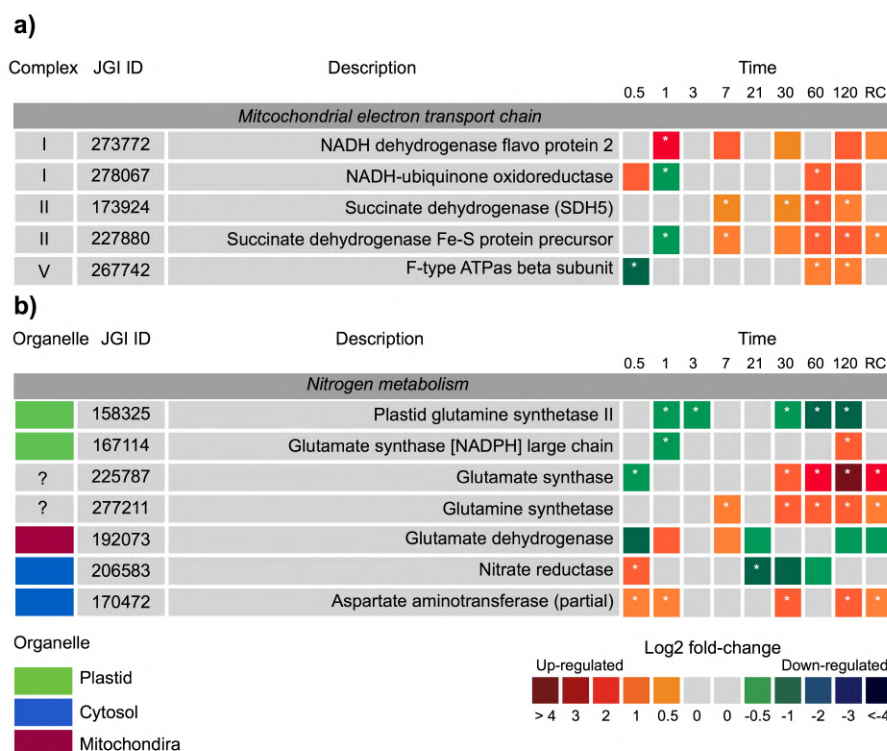 a)
Complex JGI ID Description Time
0.5 1 3 7 21 30 60 120 RC
Mitcochondrial electron transport chain
I 273772 NADH dehydrogenase flavo protein 2 * 
I 278067 NADH-ubiquinone oxidoreductase * *
II 173924 Succinate dehydrogenase (SDH5) * * * *
II 227880 Succinate dehydrogenase Fe-S protein precursor * * * * *
V 267742 F-type ATPas beta subunit * * *
b)
Organelle JGI ID Description Time
0.5 1 3 7 21 30 60 120 RC
Nitrogen metabolism
158325 Plastid glutamine synthetase II * * * * *
167114 Glutamate synthase [NADPH] large chain * *
? 225787 Glutamate synthase * * * * *
? 277211 Glutamine synthetase * * * * *
192073 Glutamate dehydrogenase
206583 Nitrate reductase * *
170472 Aspartate aminotransferase (partial) * * * * *
Organelle
Plastid
Cytosol
Mitochondira
Log2 fold-change
Up-regulated Down-regulated
> 4 3 2 1 0.5 0 0 -0.5 -1 -2 -3 <-4